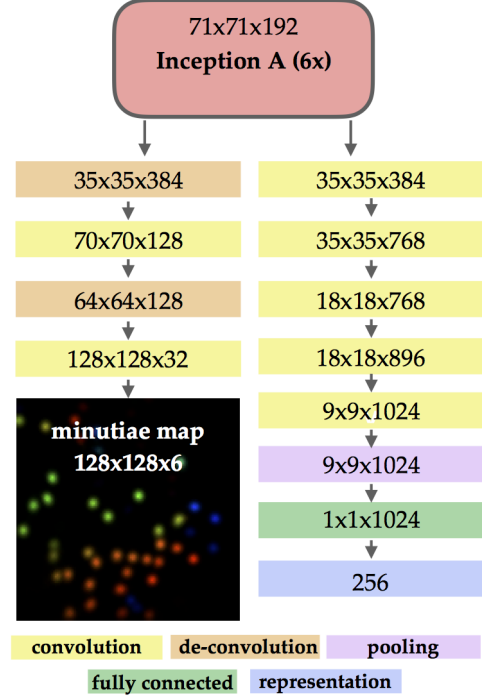 71x71x192
Inception A (6x)
35x35x384
70x70x128
64x64x128
128x128x32
minutiae map
128x128x6
35x35x384
35x35x768
18x18x768
18x18x896
9x9x1024
9x9x1024
1x1x1024
256
convolution
de-convolution
pooling
fully connected
representation